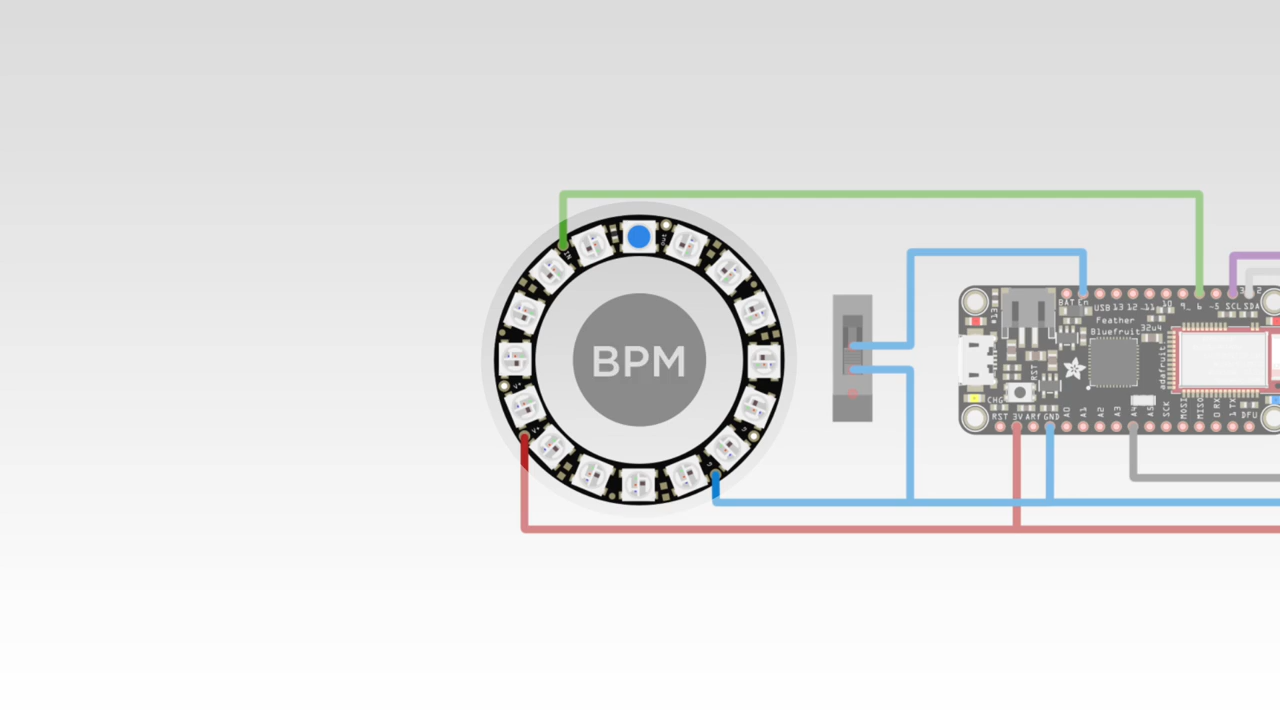 BPM
BAT En USB 13 12 11 10 9 6 5 SCL SDA
#13
Feather
Bluefruit 32u4
adafruit
RST
CHG
RST 3V ARf GND A0 A1 A2 A3 A4 A5 SCK MOSI MISO 0 RX 1 TX DFU